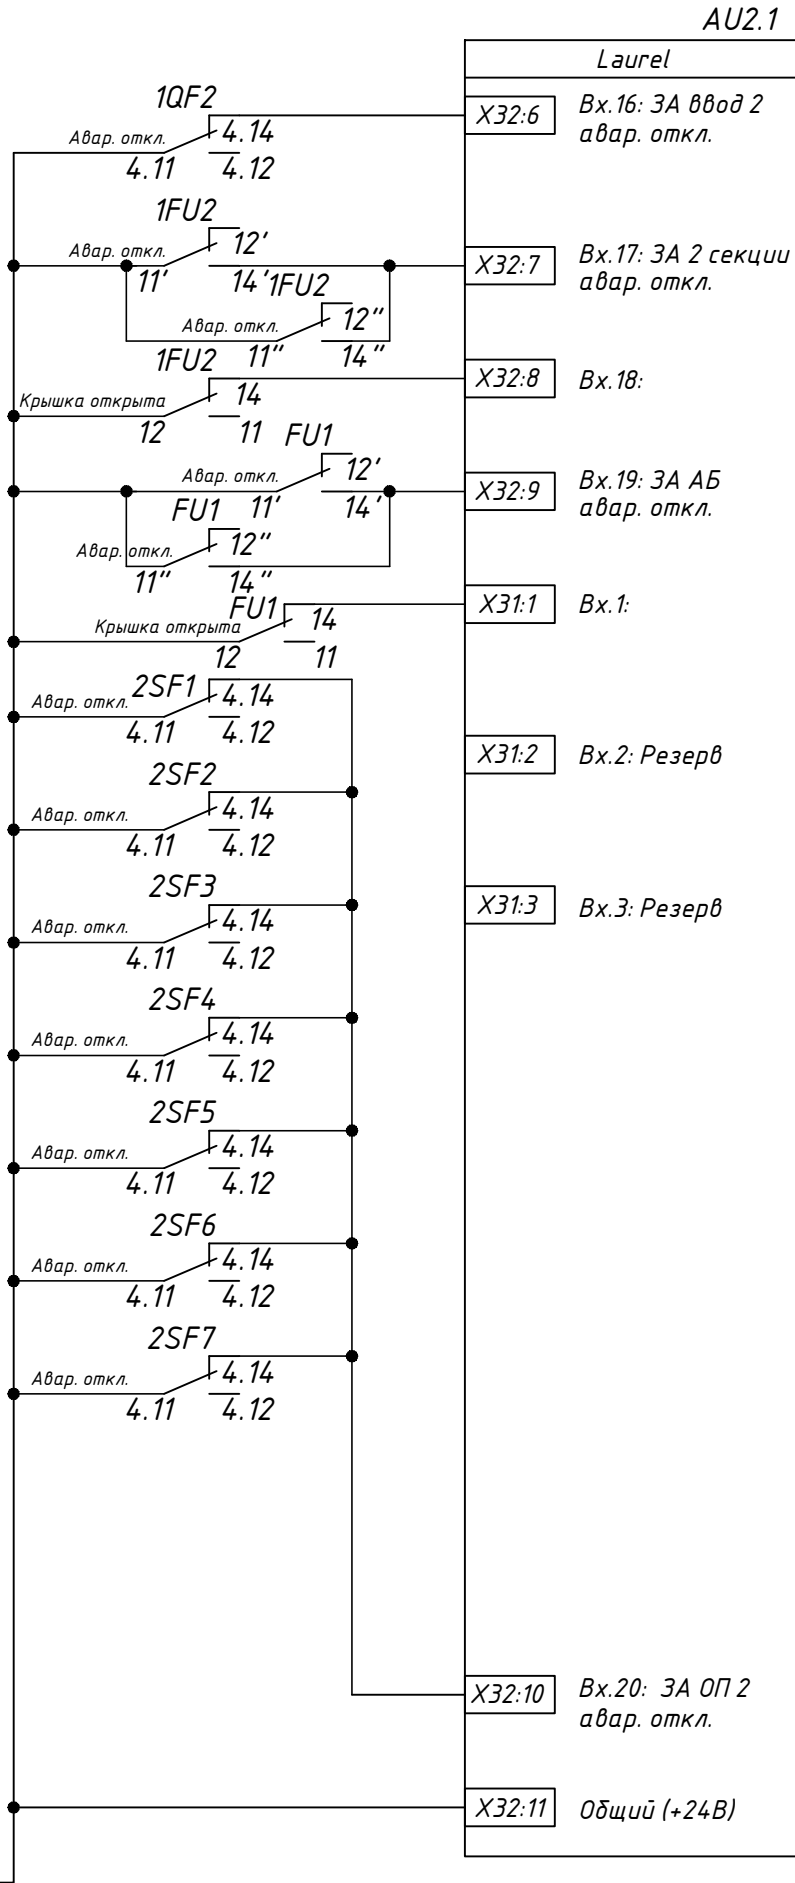 AU2.1
Laurel
1QF2
Авар. откл.
4.14
4.11
4.12
X32:6
Вх.16: ЗА ввод 2
авар. откл.
1FU2
Авар. откл.
12'
11'
14'
1FU2
Авар. откл.
12"
11"
14"
X32:7
Вх.17: ЗА 2 секции
авар. откл.
1FU2
Крышка открыта
14
12
11
X32:8
Вх.18:
FU1
Авар. откл.
12'
11'
14'
X32:9
Вх.19: ЗА АБ
авар. откл.
FU1
Авар. откл.
12"
11"
14"
FU1
Крышка открыта
14
12
11
X31:1
Вх.1:
2SF1
Авар. откл.
4.14
4.11
4.12
X31:2
Вх.2: Резерв
2SF2
Авар. откл.
4.14
4.11
4.12
2SF3
Авар. откл.
4.14
4.11
4.12
X31:3
Вх.3: Резерв
2SF4
Авар. откл.
4.14
4.11
4.12
2SF5
Авар. откл.
4.14
4.11
4.12
2SF6
Авар. откл.
4.14
4.11
4.12
2SF7
Авар. откл.
4.14
4.11
4.12
X32:10
Вх.20: ЗА ОП 2
авар. откл.
X32:11
Общий (+24В)